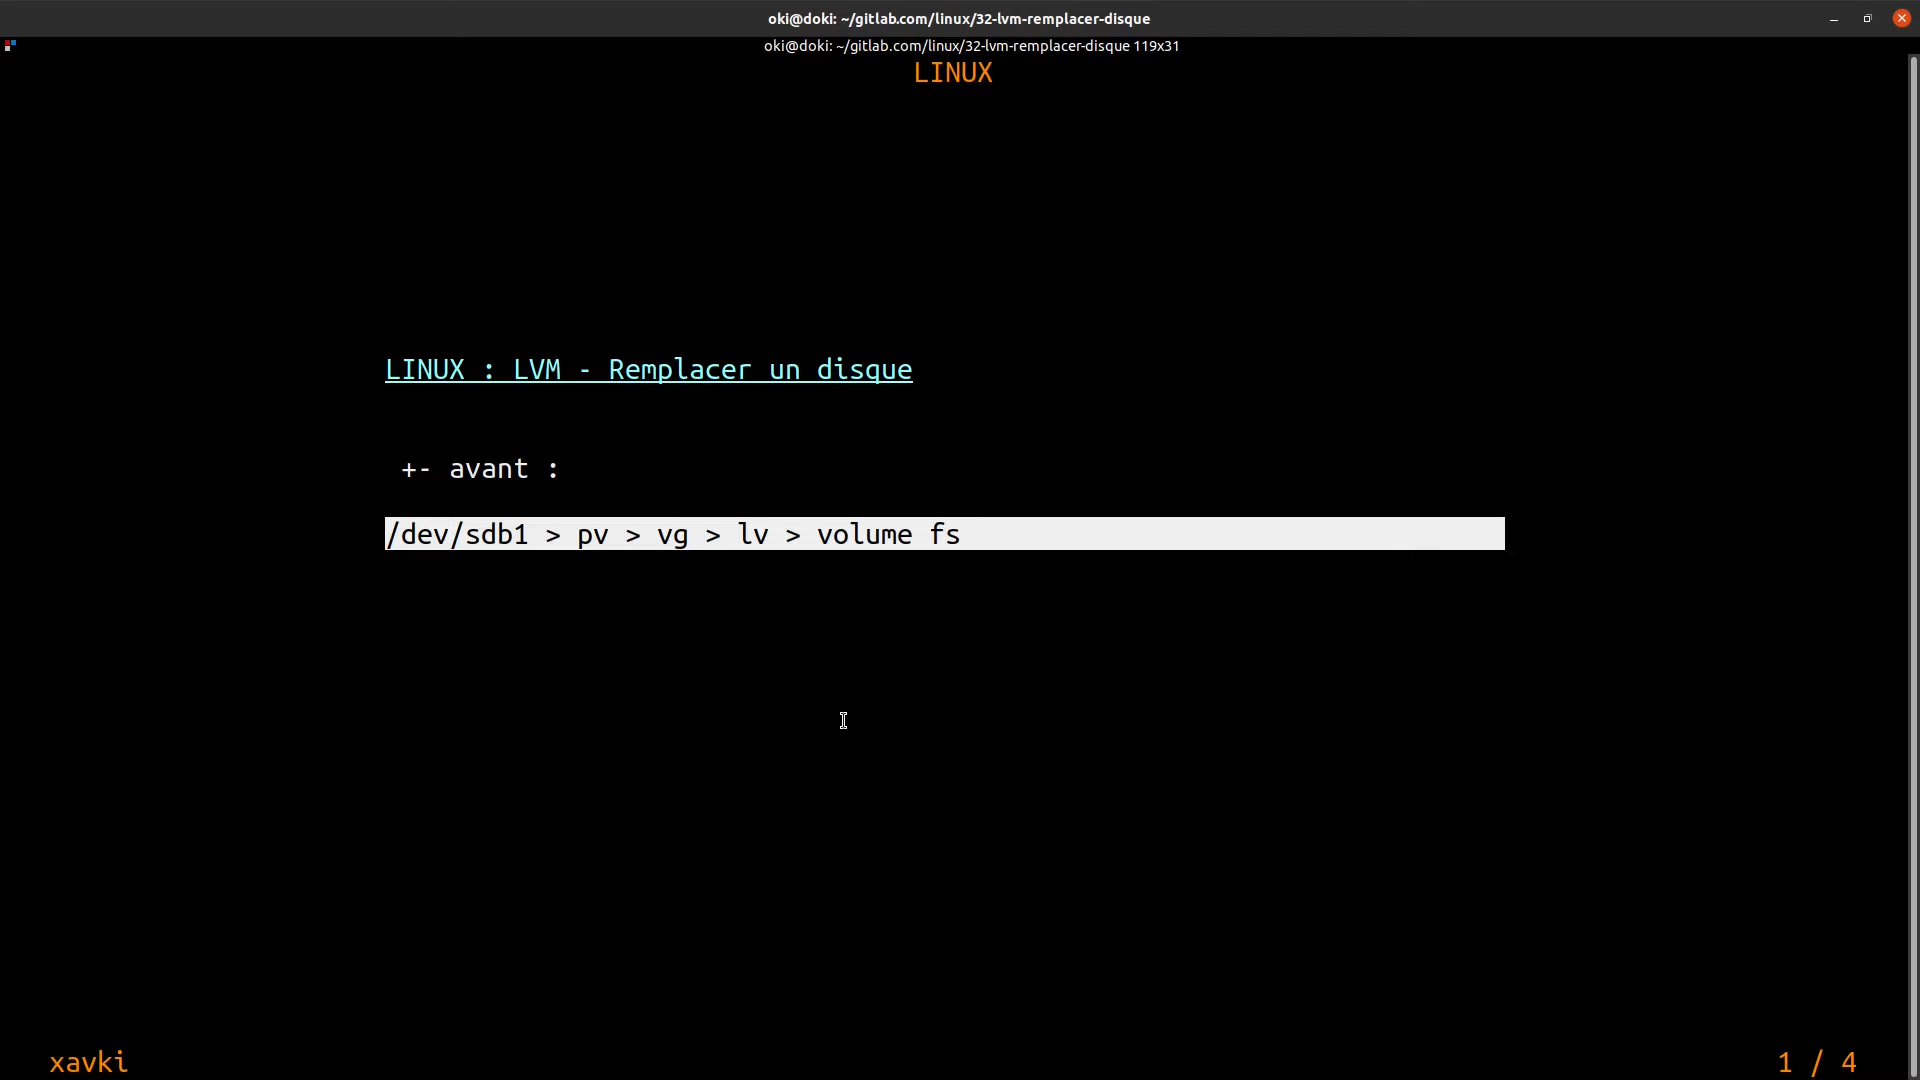 oki@doki: ~/gitlab.com/linux/32-lvm-remplacer-disque
oki@doki: ~/gitlab.com/linux/32-lvm-remplacer-disque 119x31
LINUX
LINUX : LVM - Remplacer un disque
+- avant :
/dev/sdb1 > pv > vg > lv > volume fs
xavki
1 / 4